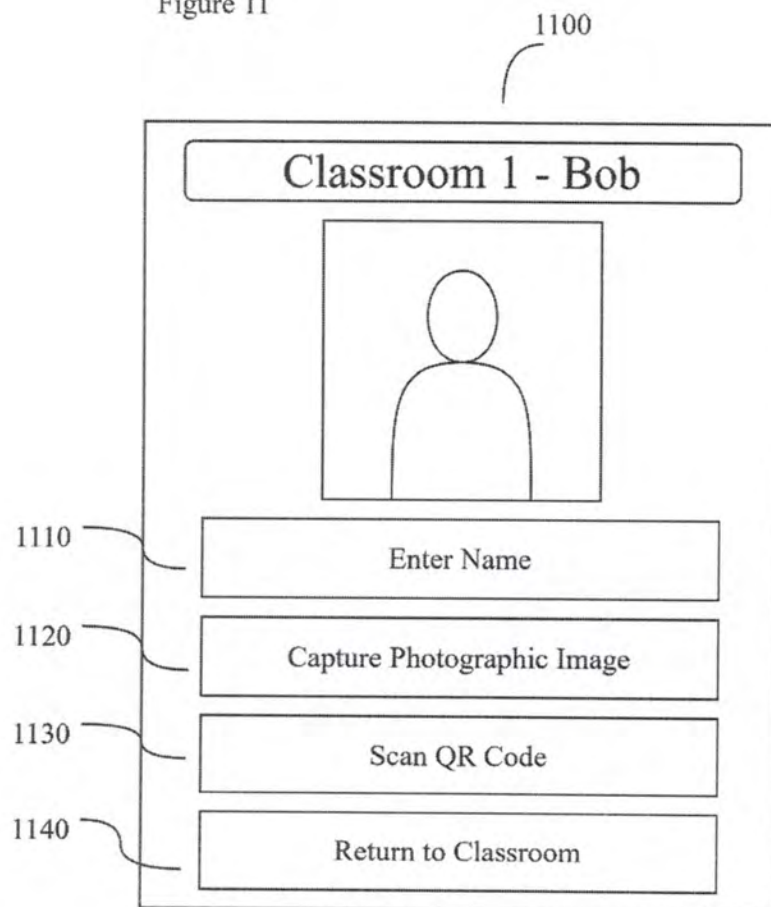 Figure 11
1100
Classroom 1 - Bob
1110
Enter Name
1120
Capture Photographic Image
1130
Scan QR Code
1140
Return to Classroom